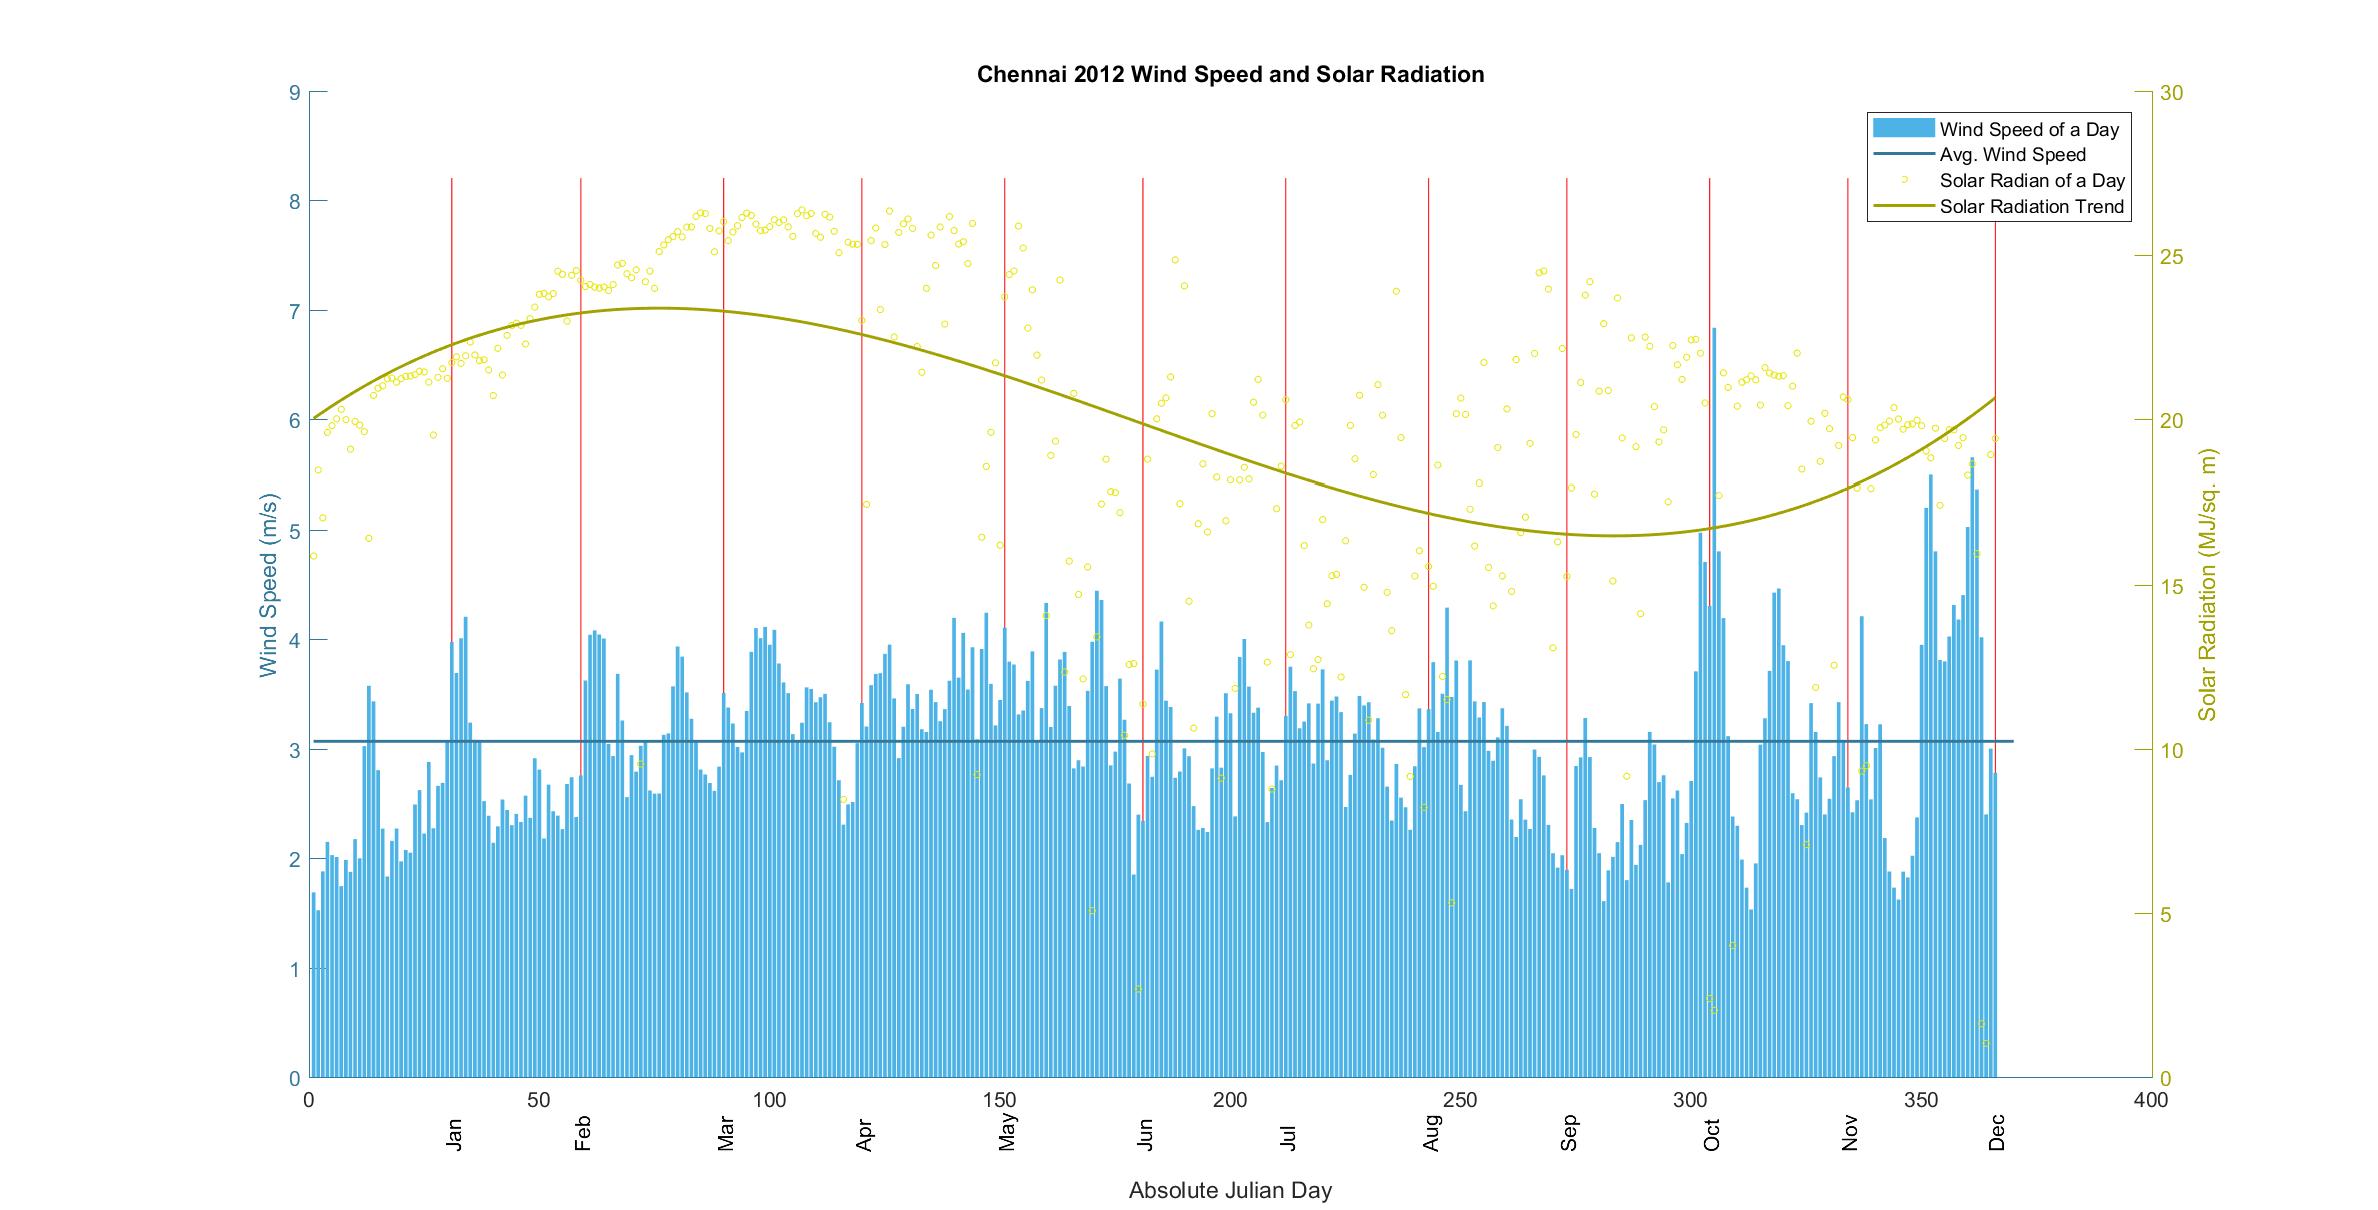 Chennai 2012 Wind Speed and Solar Radiation
Wind Speed of a Day
Avg. Wind Speed
Solar Radian of a Day
Solar Radiation Trend
9
8
7
6
5
4
3
2
1
0
Wind Speed (m/s)
30
25
20
15
10
5
0
Solar Radiation (MJ/sq. m)
0 50 100 150 200 250 300 350 400
Jan Feb Mar Apr May Jun Jul Aug Sep Oct Nov Dec
Absolute Julian Day